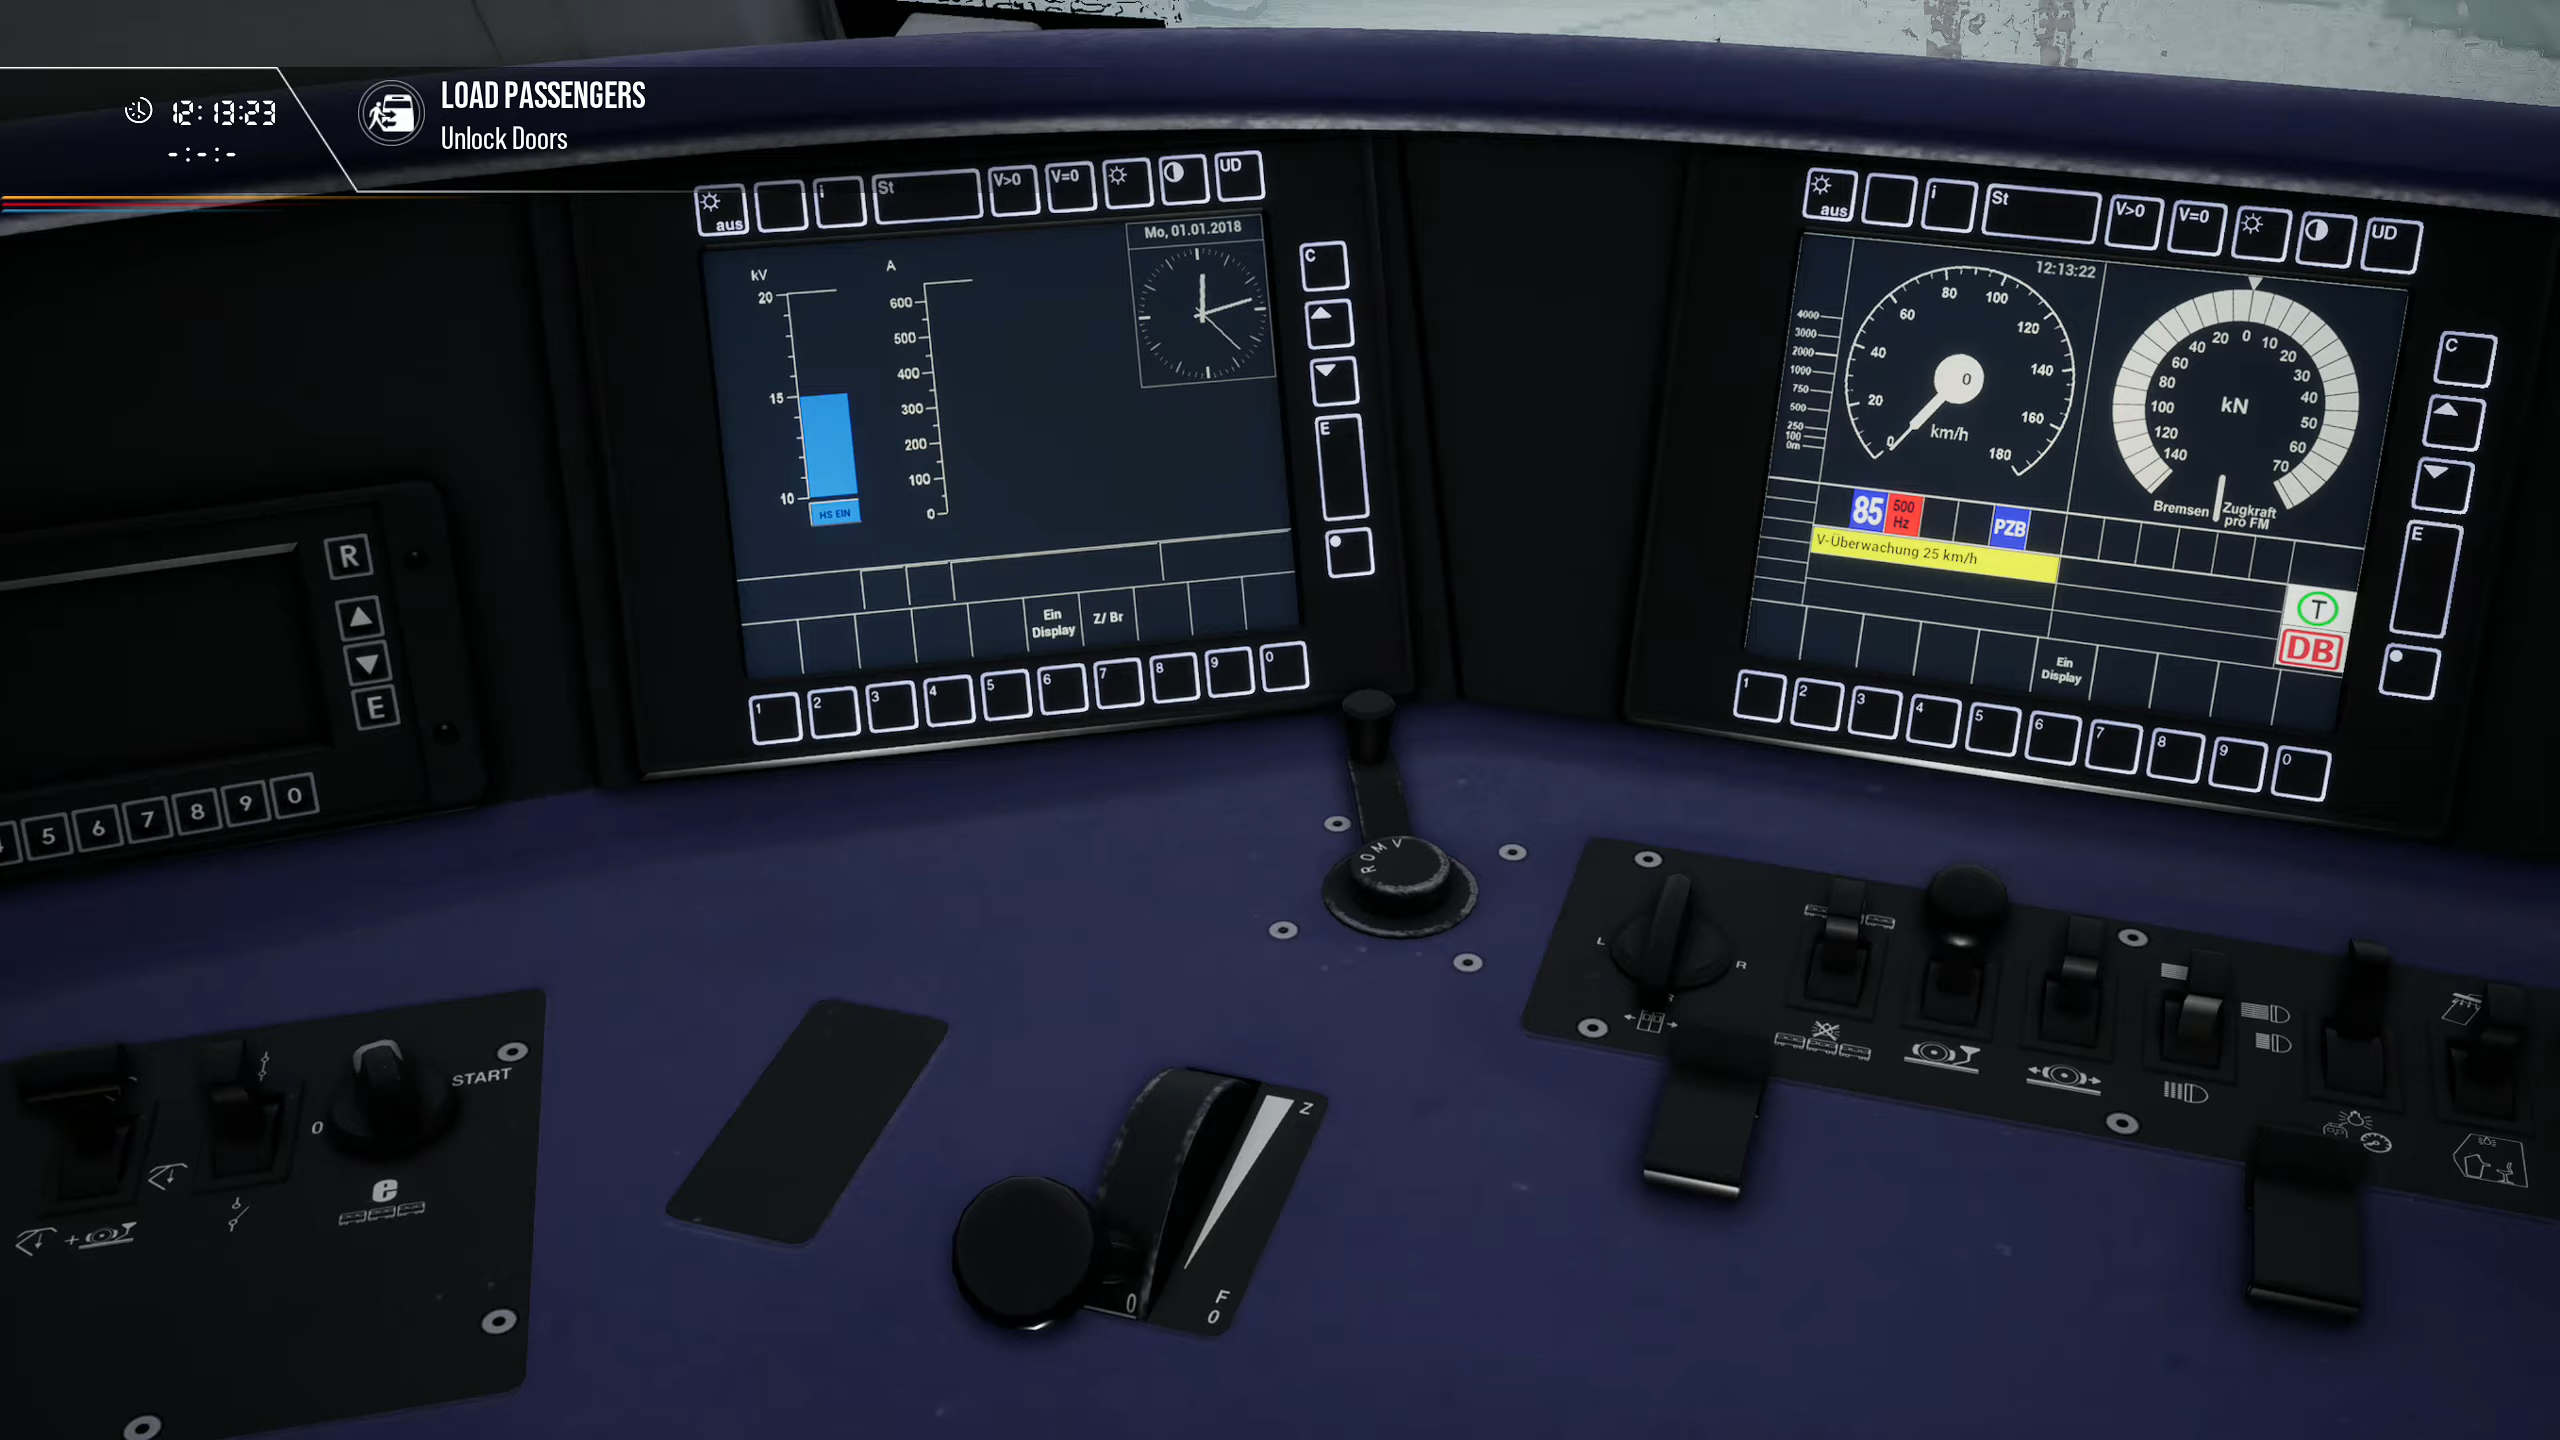 12:13:23
-:-:-
LOAD PASSENGERS
Unlock Doors
aus
i
St
V>0
V=0
UD
Mo, 01.01.2018
kV
A
20
15
10
HS EIN
600
500
400
300
200
100
0
Ein
Display
Z/ Br
C
E
1
2
3
4
5
6
7
8
9
0
aus
i
St
V>0
V=0
UD
12:13:22
4000
3000
2000
1000
750
500
250
100
0m
0
20
40
60
80
100
120
140
160
180
0
km/h
140
120
100
80
60
40
20
0
10
20
30
40
50
60
70
kN
Bremsen
Zugkraft
pro FM
85
500
Hz
PZB
V-Überwachung 25 km/h
T
DB
Ein
Display
C
E
1
2
3
4
5
6
7
8
9
0
R
E
5
6
7
8
9
0
R O M V
L
R
START
0
e
Z
0
F
0